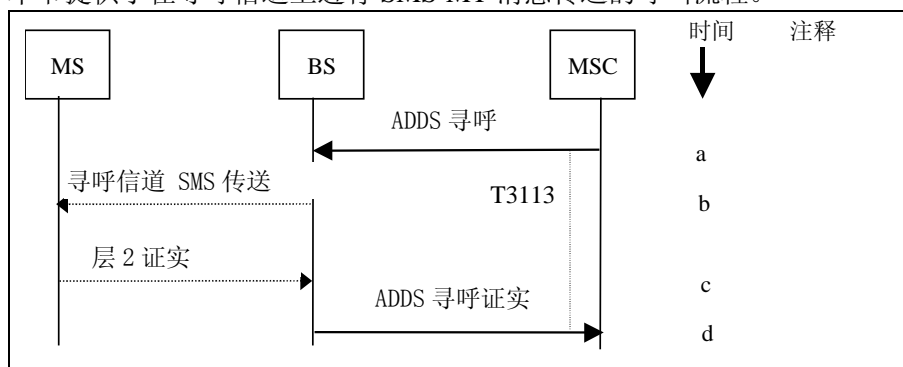 时间 注释
MS BS MSC
ADDS 寻呼
a
寻呼信道 SMS 传送
T3113
b
层 2 证实
c
ADDS 寻呼证实
d